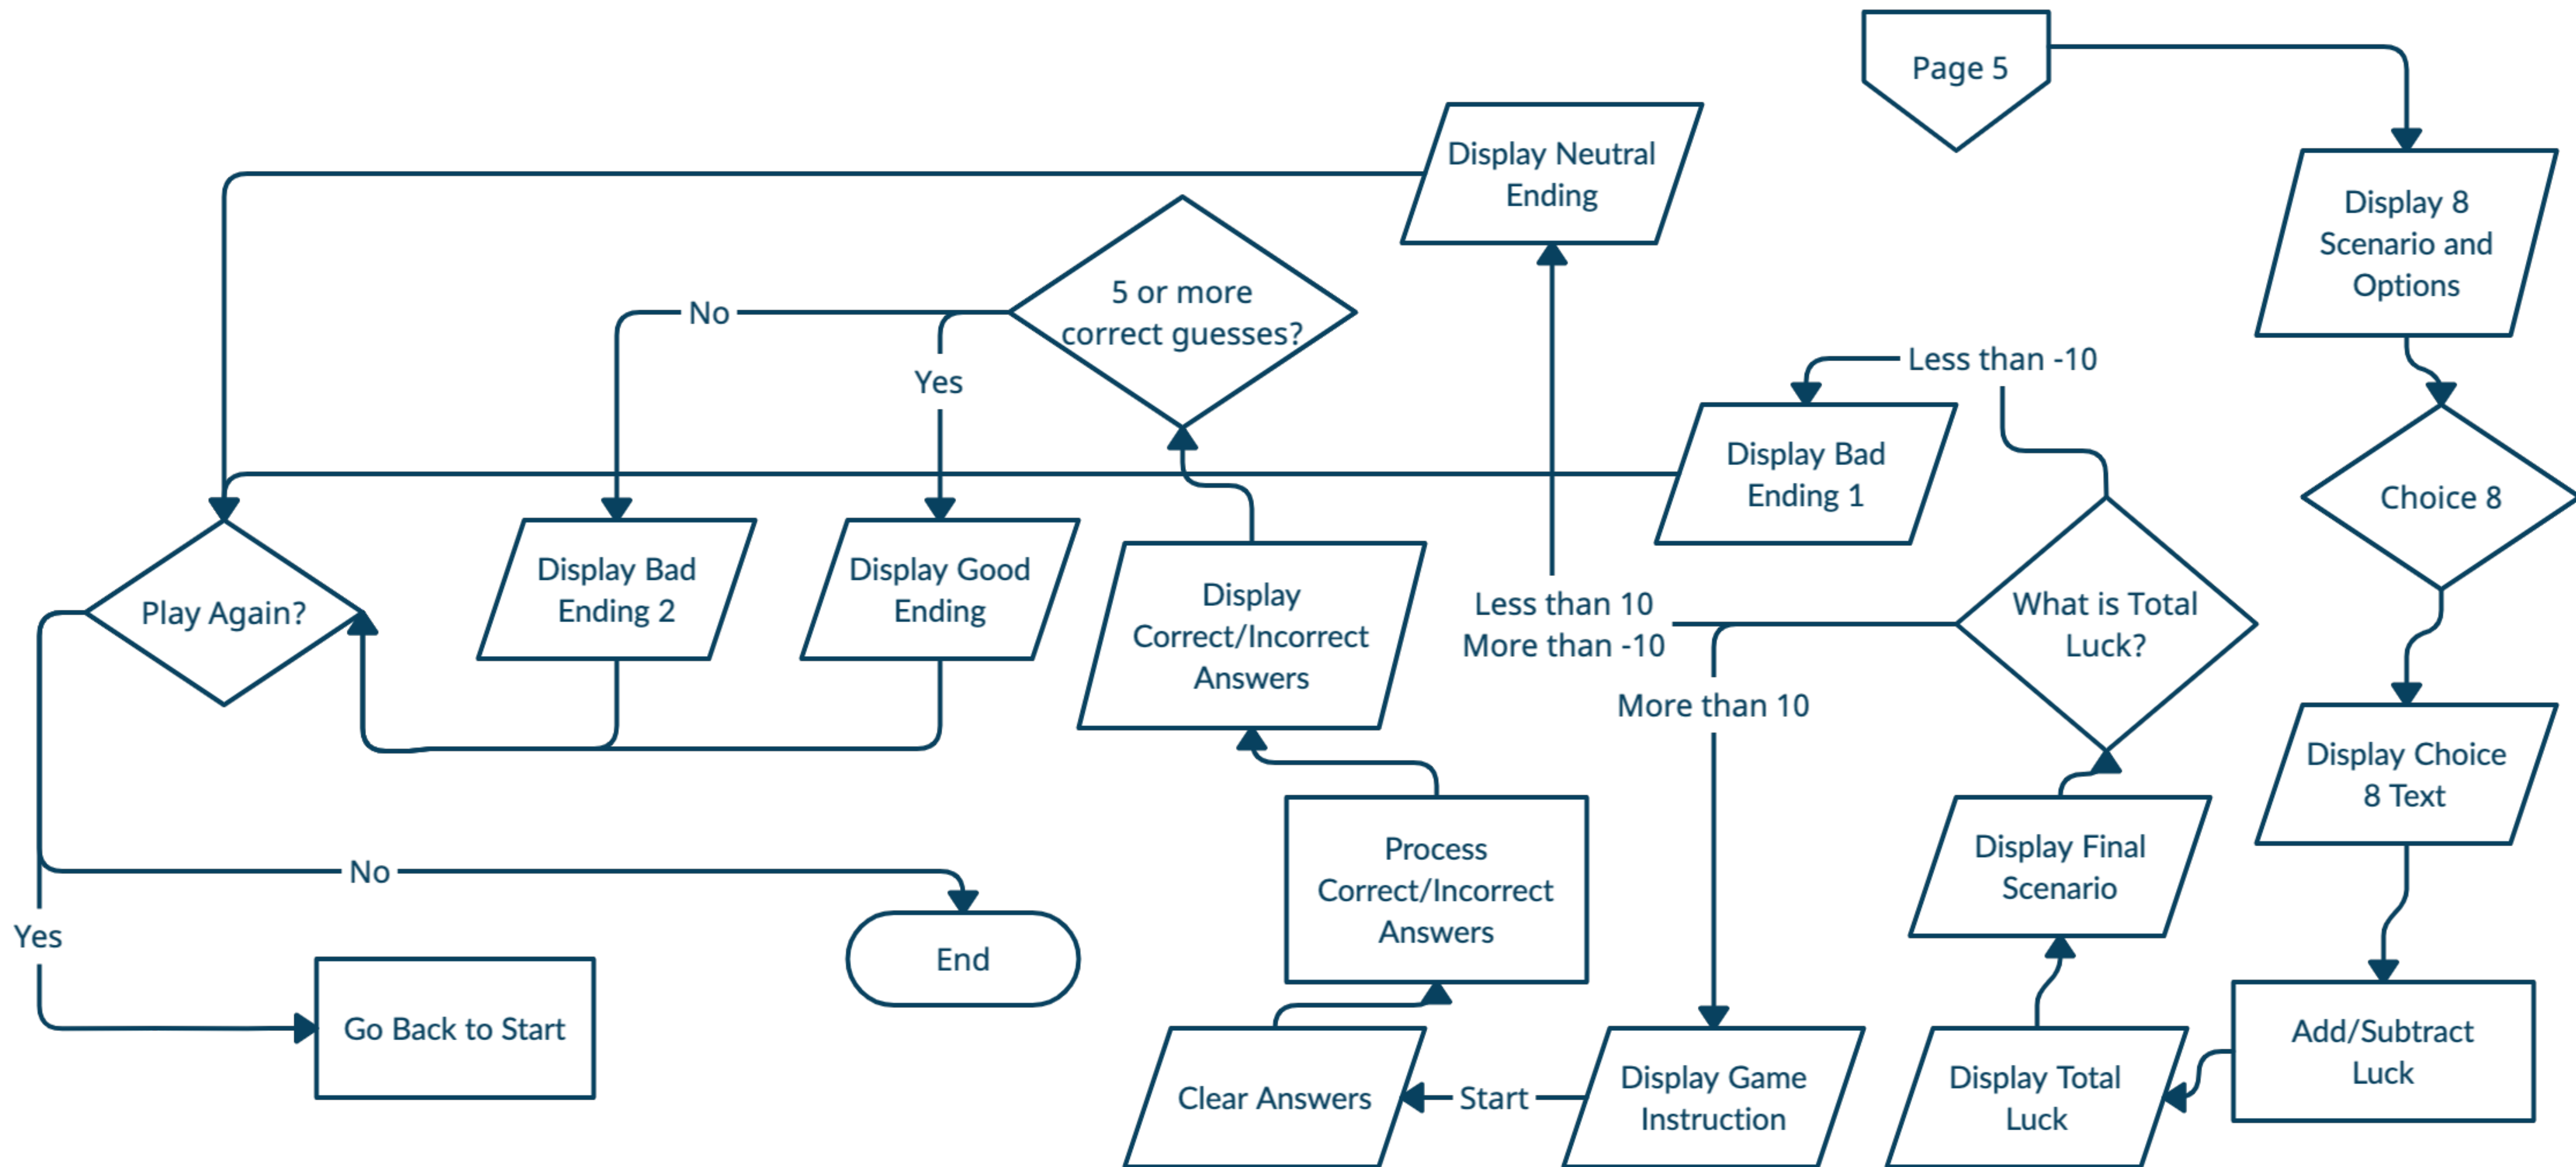 Page 5
Display Neutral
Ending
Display 8
Scenario and
Options
5 or more
correct guesses?
No
Yes
Less than -10
Display Bad
Ending 1
Choice 8
Play Again?
Display Bad
Ending 2
Display Good
Ending
Display
Correct/Incorrect
Answers
Less than 10
More than -10
What is Total
Luck?
More than 10
Display Choice
8 Text
Process
Correct/Incorrect
Answers
Display Final
Scenario
No
Yes
End
Go Back to Start
Clear Answers
Start
Display Game
Instruction
Display Total
Luck
Add/Subtract
Luck